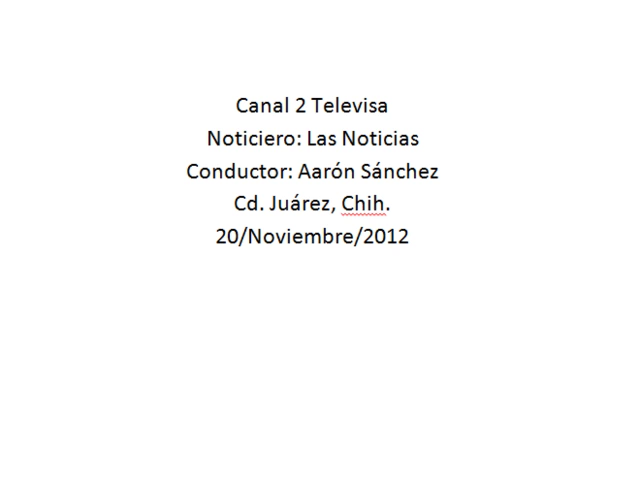 Canal 2 Televisa
Noticiero: Las Noticias
Conductor: Aarón Sánchez
Cd. Juárez, Chih.
20/Noviembre/2012